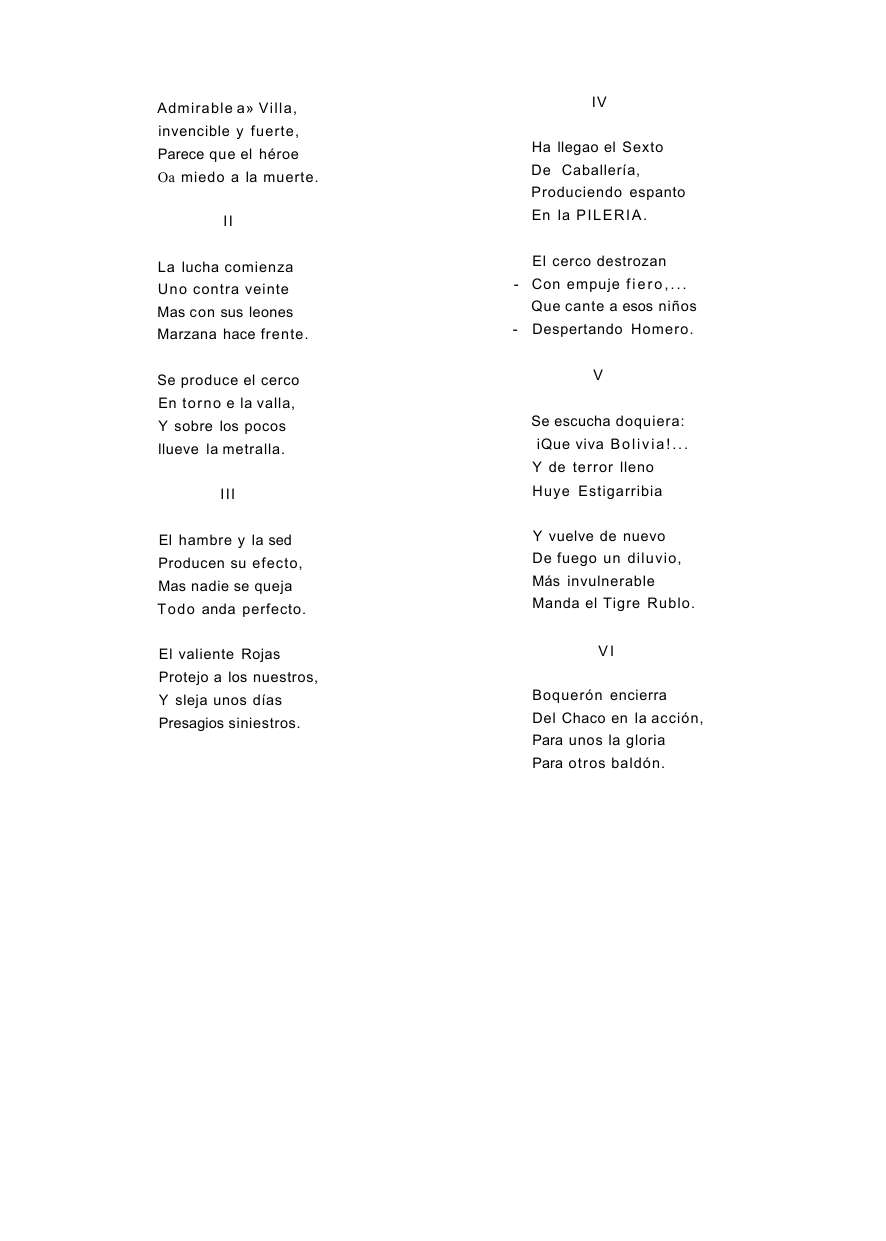 Admirable a» Villa,
invencible y fuerte,
Parece que el héroe
Oa miedo a la muerte.
II
La lucha comienza
Uno contra veinte
Mas con sus leones
Marzana hace frente.
Se produce el cerco
En torno e la valla,
Y sobre los pocos
llueve la metralla.
III
El hambre y la sed
Producen su efecto,
Mas nadie se queja
Todo anda perfecto.
El valiente Rojas
Protejo a los nuestros,
Y sleja unos días
Presagios siniestros.
IV
Ha llegao el Sexto
De Caballería,
Produciendo espanto
En la PILERIA.
El cerco destrozan
- Con empuje fiero,...
Que cante a esos niños
- Despertando Homero.
V
Se escucha doquiera:
¡Que viva Bolivia!...
Y de terror lleno
Huye Estigarribia
Y vuelve de nuevo
De fuego un diluvio,
Más invulnerable
Manda el Tigre Rublo.
VI
Boquerón encierra
Del Chaco en la acción,
Para unos la gloria
Para otros baldón.